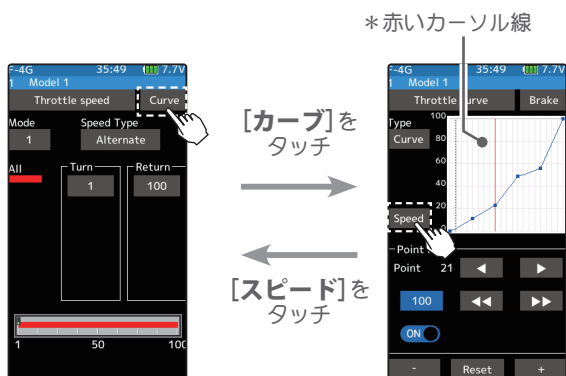 ＊赤いカーソル線
F-4G 35:49 7.7V
1 Model 1
Throttle speed Curve
Mode Speed Type
1 Alternate
All
Turn Return
1 100
1 50 100
[カーブ]を
タッチ
[スピード]を
タッチ
-4G 35:49 7.7V
1 Model 1
Throttle urve Brake
Type
Curve
100
80
60
40
20
0
Speed
Point
Point 21 ◀ ▶
100 ◀◀ ▶▶
ON
- Reset +